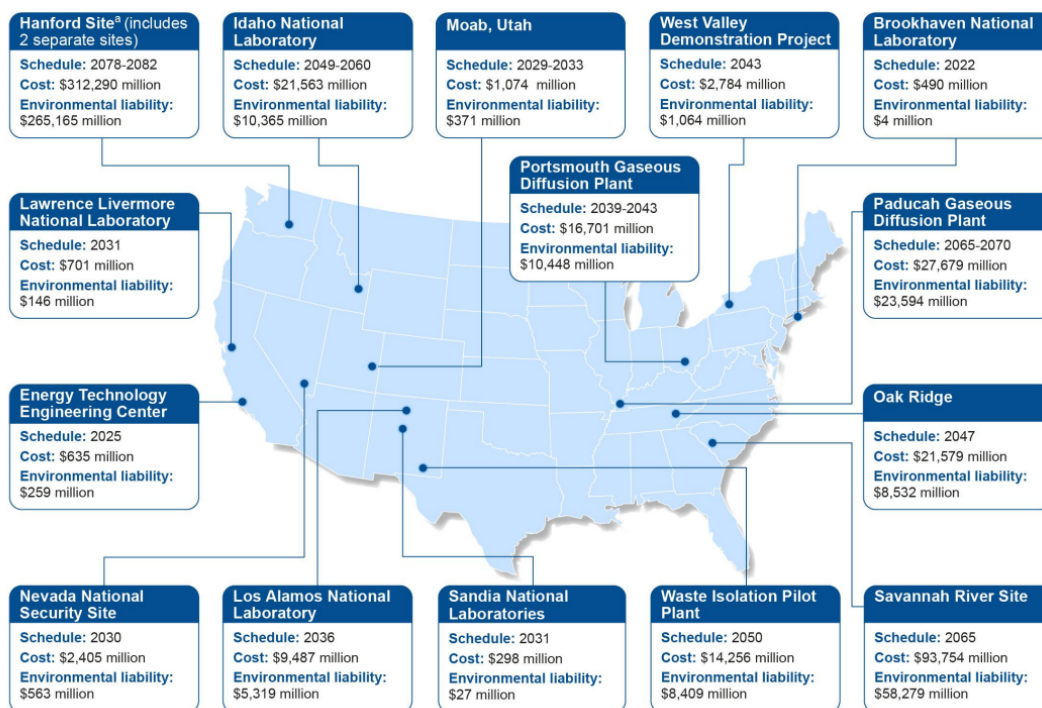 Hanford Siteª (includes
2 separate sites)
Schedule: 2078-2082
Cost: $312,290 million
Environmental liability:
$265,165 million
Idaho National
Laboratory
Schedule: 2049-2060
Cost: $21,563 million
Environmental liability:
$10,365 million
Moab, Utah
Schedule: 2029-2033
Cost: $1,074 million
Environmental liability:
$371 million
West Valley
Demonstration Project
Schedule: 2043
Cost: $2,784 million
Environmental liability:
$1,064 million
Brookhaven National
Laboratory
Schedule: 2022
Cost: $490 million
Environmental liability:
$4 million
Lawrence Livermore
National Laboratory
Schedule: 2031
Cost: $701 million
Environmental liability:
$146 million
Portsmouth Gaseous
Diffusion Plant
Schedule: 2039-2043
Cost: $16,701 million
Environmental liability:
$10,448 million
Paducah Gaseous
Diffusion Plant
Schedule: 2065-2070
Cost: $27,679 million
Environmental liability:
$23,594 million
Energy Technology
Engineering Center
Schedule: 2025
Cost: $635 million
Environmental liability:
$259 million
Oak Ridge
Schedule: 2047
Cost: $21,579 million
Environmental liability:
$8,532 million
Nevada National
Security Site
Schedule: 2030
Cost: $2,405 million
Environmental liability:
$563 million
Los Alamos National
Laboratory
Schedule: 2036
Cost: $9,487 million
Environmental liability:
$5,319 million
Sandia National
Laboratories
Schedule: 2031
Cost: $298 million
Environmental liability:
$27 million
Waste Isolation Pilot
Plant
Schedule: 2050
Cost: $14,256 million
Environmental liability:
$8,409 million
Savannah River Site
Schedule: 2065
Cost: $93,754 million
Environmental liability:
$58,279 million